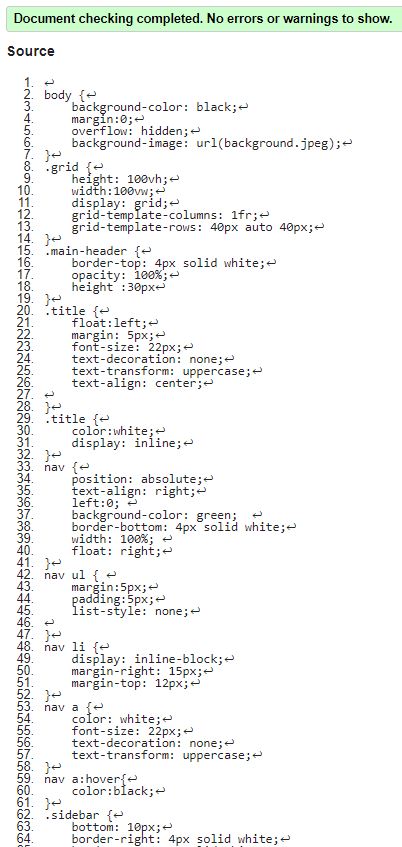 Document checking completed. No errors or warnings to show.
Source
1. ↩
2. body {↩
3. background-color: black;↩
4. margin:0;↩
5. overflow: hidden;↩
6. background-image: url(background.jpeg);↩
7. }↩
8. .grid {↩
9. height: 100vh;↩
10. width:100vw;↩
11. display: grid;↩
12. grid-template-columns: 1fr;↩
13. grid-template-rows: 40px auto 40px;↩
14. }↩
15. .main-header {↩
16. border-top: 4px solid white;↩
17. opacity: 100%;↩
18. height :30px↩
19. }↩
20. .title {↩
21. float:left;↩
22. margin: 5px;↩
23. font-size: 22px;↩
24. text-decoration: none;↩
25. text-transform: uppercase;↩
26. text-align: center;↩
27. ↩
28. }↩
29. .title {↩
30. color:white;↩
31. display: inline;↩
32. }↩
33. nav {↩
34. position: absolute;↩
35. text-align: right;↩
36. left:0; ↩
37. background-color: green;  ↩
38. border-bottom: 4px solid white;↩
39. width: 100%; ↩
40. float: right;↩
41. }↩
42. nav ul { ↩
43. margin:5px;↩
44. padding:5px;↩
45. list-style: none;↩
46. ↩
47. }↩
48. nav li {↩
49. display: inline-block;↩
50. margin-right: 15px;↩
51. margin-top: 12px;↩
52. }↩
53. nav a {↩
54. color: white;↩
55. font-size: 22px;↩
56. text-decoration: none;↩
57. text-transform: uppercase;↩
58. }↩
59. nav a:hover{↩
60. color:black;↩
61. }↩
62. .sidebar {↩
63. bottom: 10px;↩
64. border-right: 4px solid white;↩